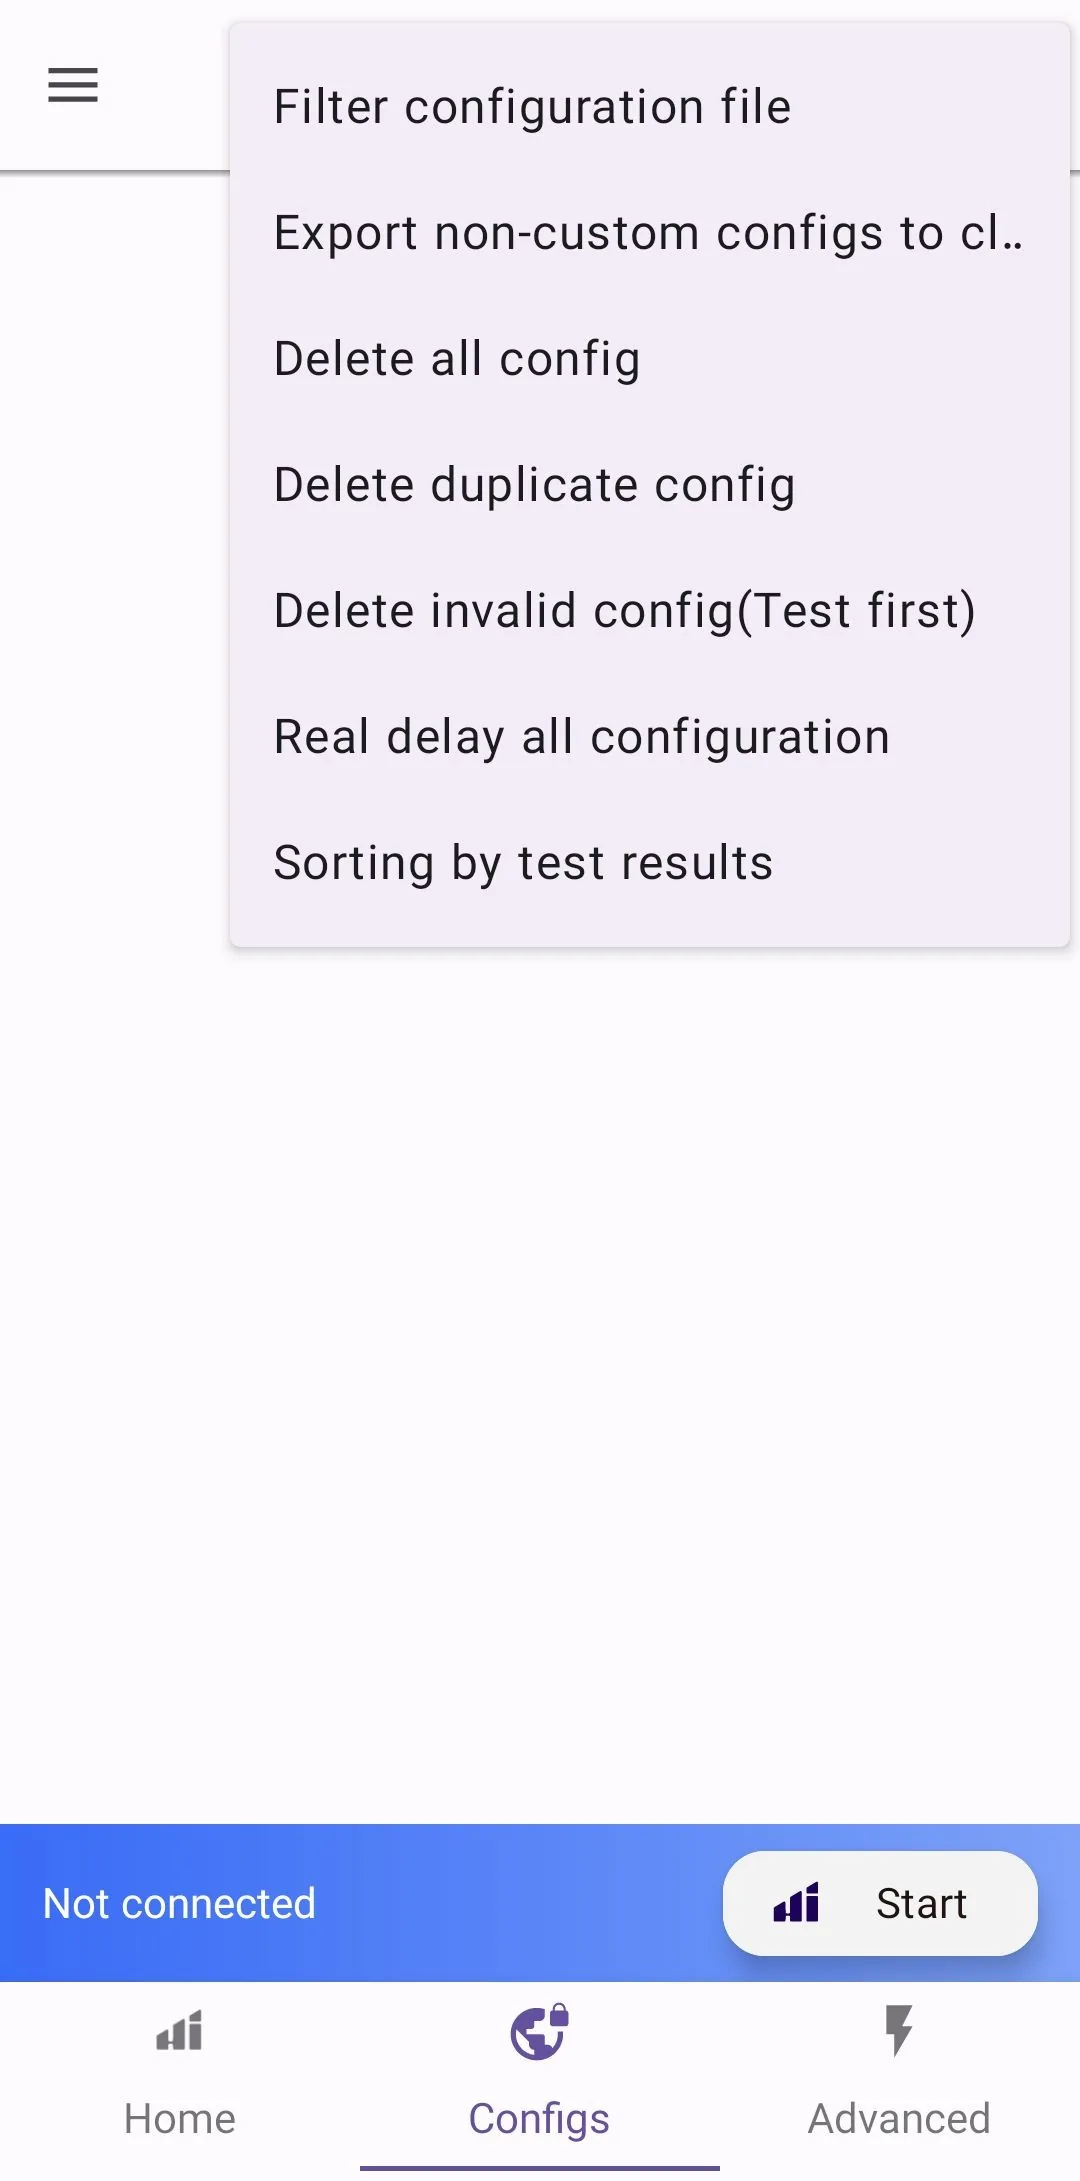 Filter configuration file
Export non-custom configs to cl..
Delete all config
Delete duplicate config
Delete invalid config(Test first)
Real delay all configuration
Sorting by test results
Not connected
Start
Home
Configs
Advanced